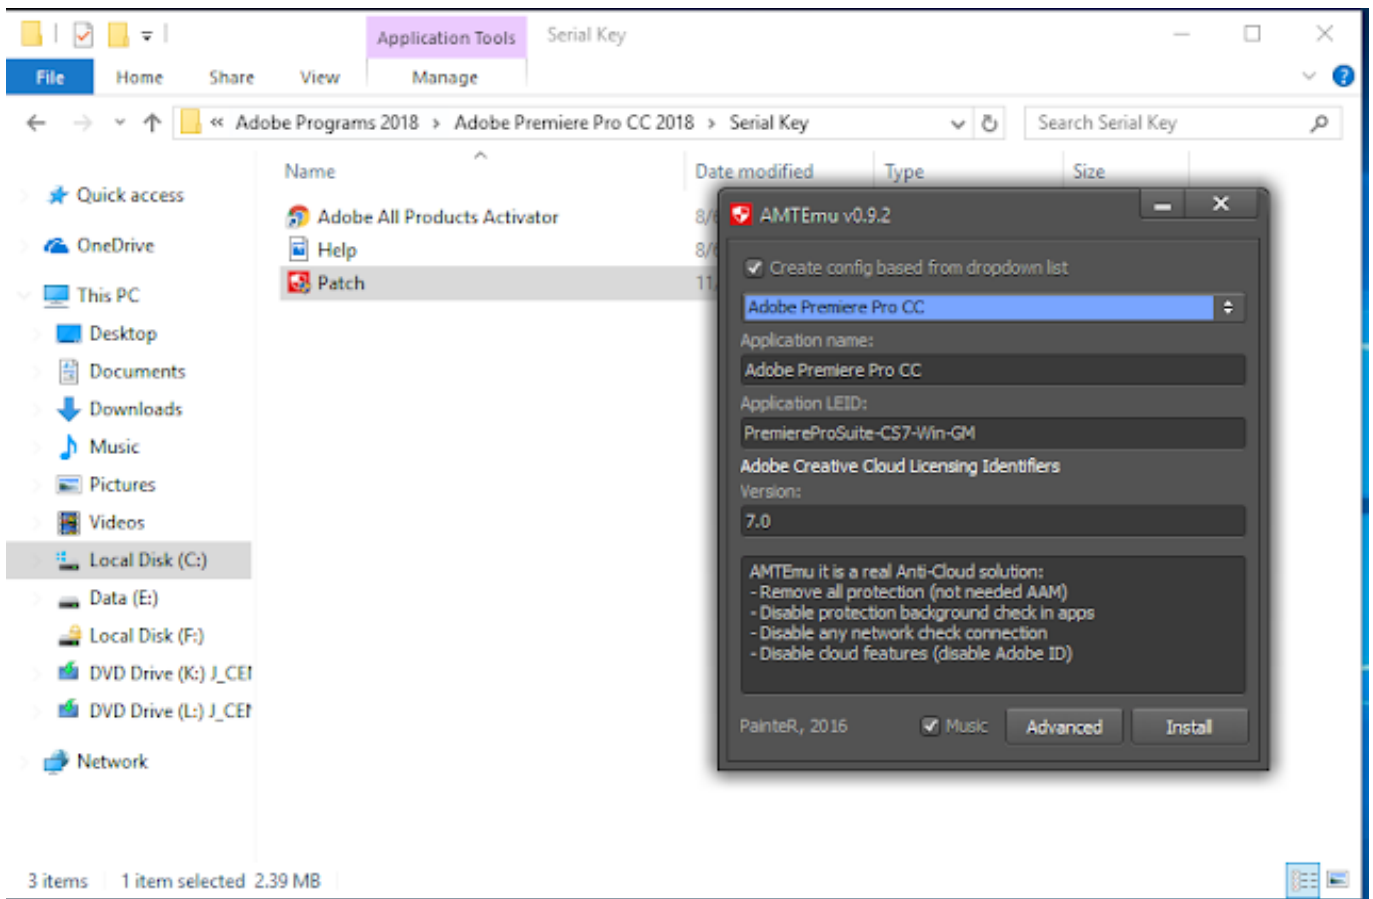 Application Tools
Serial Key
File
Home
Share
View
Manage
« Adobe Programs 2018 › Adobe Premiere Pro CC 2018 › Serial Key
Search Serial Key
Name
Date modified
Type
Size
Quick access
OneDrive
This PC
Desktop
Documents
Downloads
Music
Pictures
Videos
Local Disk (C:)
Data (E:)
Local Disk (F:)
DVD Drive (K:) J_CE
DVD Drive (L:) J_CE
Network
Adobe All Products Activator
8/
Help
8/
Patch
11
AMTEmu v0.9.2
Create config based from dropdown list
Adobe Premiere Pro CC
Application name:
Adobe Premiere Pro CC
Application LEID:
PremiereProSuite-CS7-Win-GM
Adobe Creative Cloud Licensing Identifiers
Version:
7.0
AMTEmu it is a real Anti-Cloud solution:
- Remove all protection (not needed AAM)
- Disable protection background check in apps
- Disable any network check connection
- Disable cloud features (disable Adobe ID)
PainteR, 2016
Music
Advanced
Install
3 items
1 item selected 2.39 MB